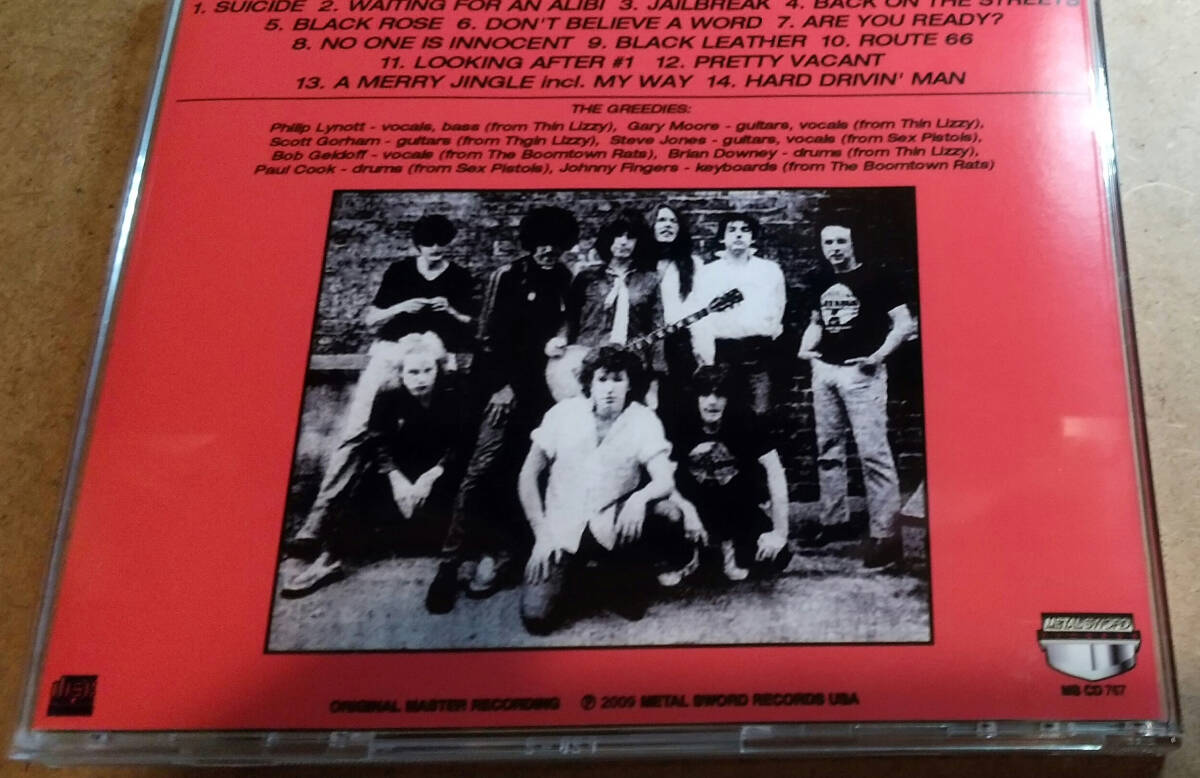 1. SUICIDE 2. WAITING FOR AN ALIBI 3. JAILBREAK 4. BACK ON THE STREETS
5. BLACK ROSE 6. DON'T BELIEVE A WORD 7. ARE YOU READY?
8. NO ONE IS INNOCENT 9. BLACK LEATHER 10. ROUTE 66
11. LOOKING AFTER #1 12. PRETTY VACANT
13. A MERRY JINGLE incl. MY WAY 14. HARD DRIVIN' MAN
THE GREEDIES:
Philip Lynott - vocals, bass (from Thin Lizzy), Gary Moore - guitars, vocals (from Thin Lizzy),
Scott Gorham - guitars (from Thgin Lizzy), Steve Jones - guitars, vocals (from Sex Pistols),
Bob Geldoff - vocals (from The Boomtown Rats), Brian Downey - drums (from Thin Lizzy),
Paul Cook - drums (from Sex Pistols), Johnny Fingers - keyboards (from The Boomtown Rats)
METAL SWORD
MS CD 767
disc
ORIGINAL MASTER RECORDING ℗ 2009 METAL SWORD RECORDS USA